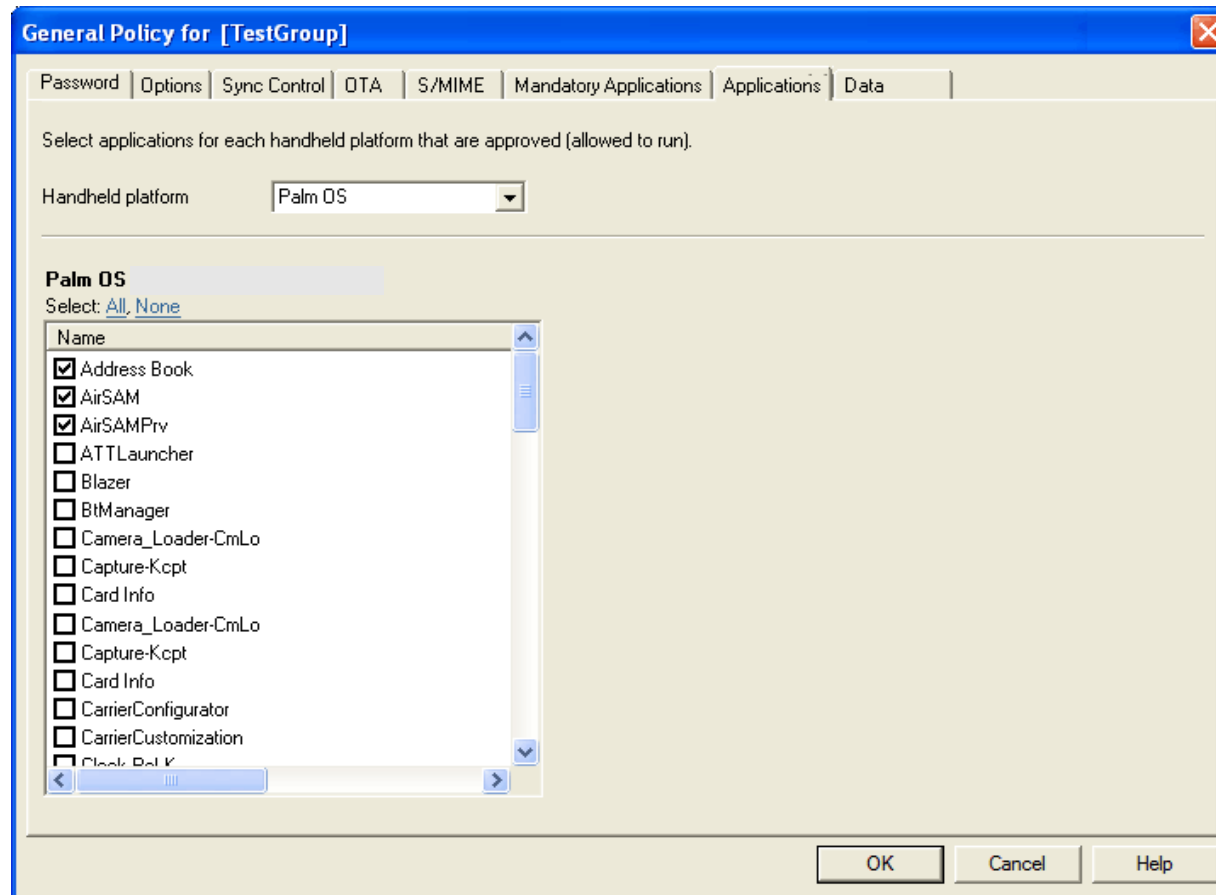 General Policy for [TestGroup]
Password Options Sync Control OTA S/MIME Mandatory Applications Applications Data
Select applications for each handheld platform that are approved (allowed to run).
Handheld platform Palm OS
Palm OS
Select: All, None
Name
Address Book
AirSAM
AirSAMPrv
ATTLauncher
Blazer
BtManager
Camera_Loader-CmLo
Capture-Kcpt
Card Info
Camera_Loader-CmLo
Capture-Kcpt
Card Info
CarrierConfigurator
CarrierCustomization
OK Cancel Help